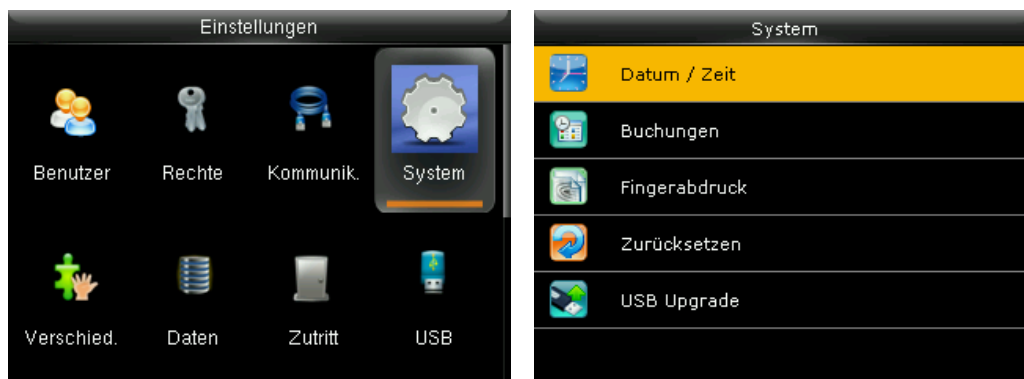 Einstellungen
Benutzer
Rechte
Kommunik.
System
Verschied.
Daten
Zutritt
USB
System
Datum / Zeit
Buchungen
Fingerabdruck
Zurücksetzen
USB Upgrade